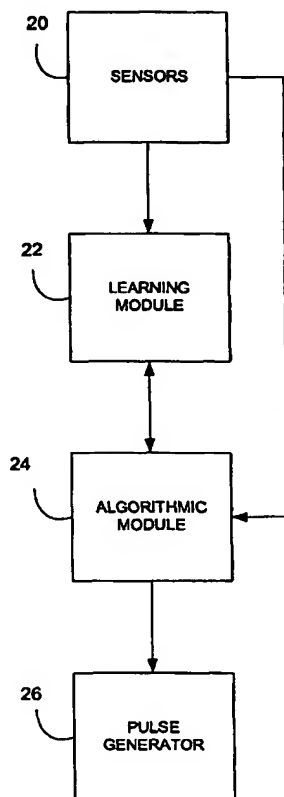 20
SENSORS
22
LEARNING
MODULE
24
ALGORITHMIC
MODULE
26
PULSE
GENERATOR